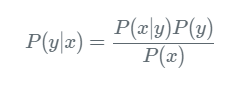 P(y|x) = P(x|y)P(y) / P(x)